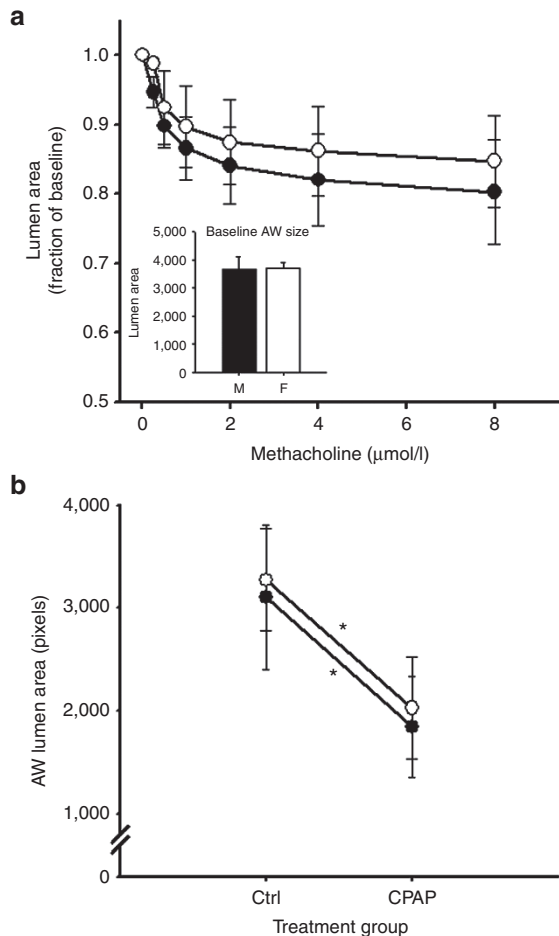 a
1.0
0.9
0.8
0.7
0.6
0.5
Lumen area
(fraction of baseline)
Baseline AW size
5,000
4,000
3,000
2,000
1,000
0
Lumen area
M F
0 2 4 6 8
Methacholine (μmol/l)
b
4,000
3,000
2,000
1,000
0
AW lumen area (pixels)
*
*
Ctrl CPAP
Treatment group